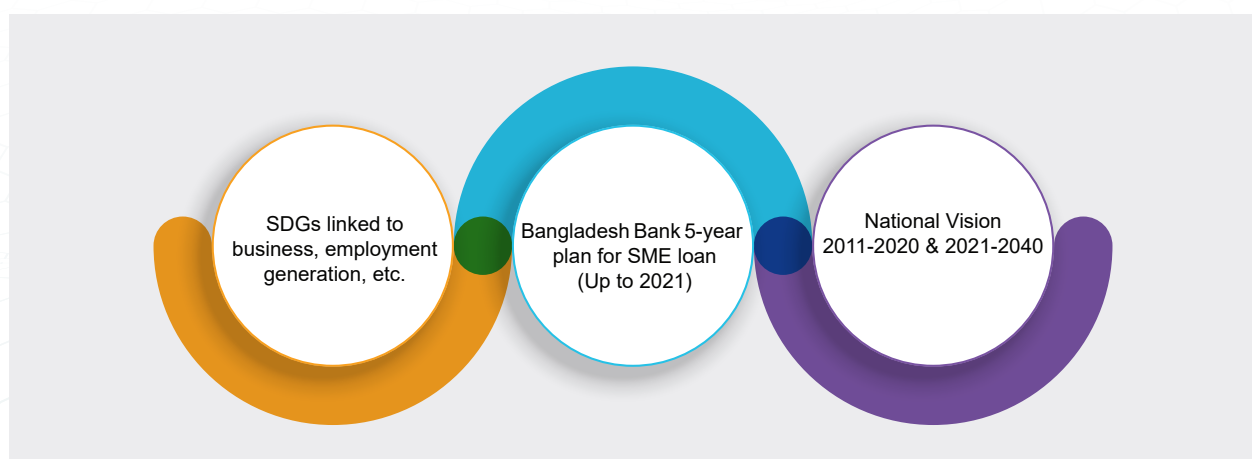 SDGs linked to
business, employment
generation, etc.
Bangladesh Bank 5-year
plan for SME loan
(Up to 2021)
National Vision
2011-2020 & 2021-2040